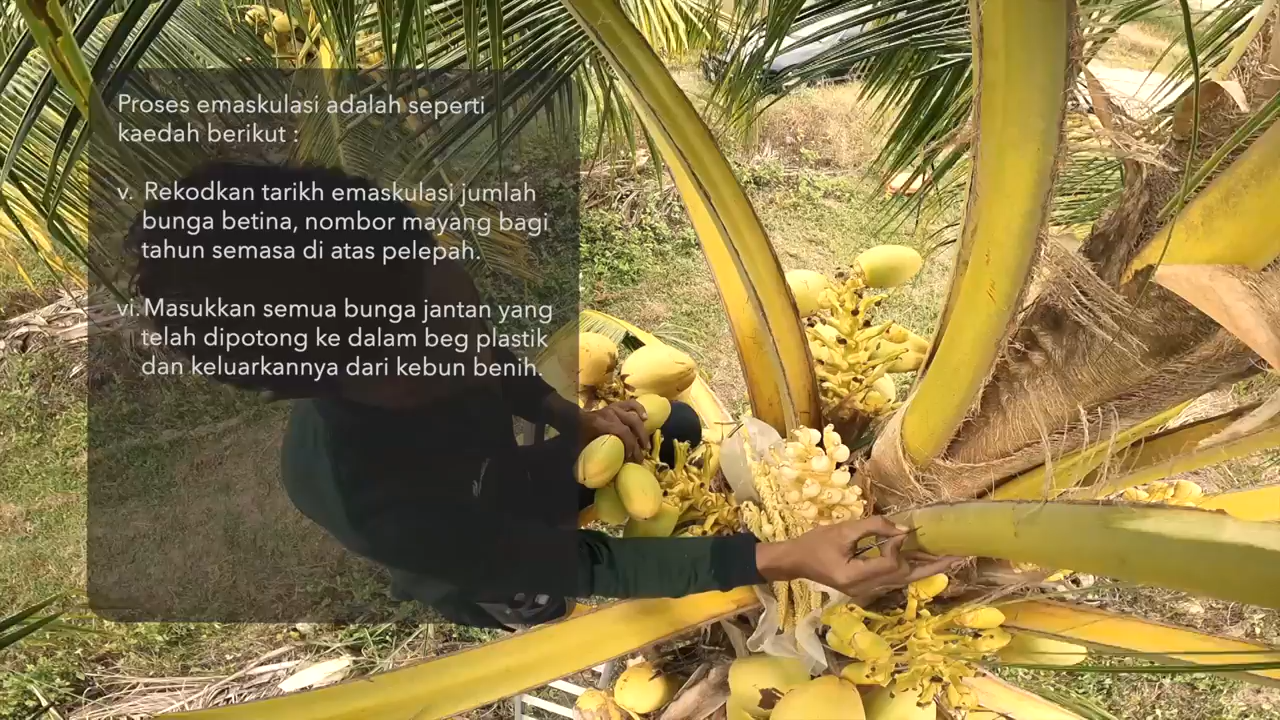 Proses emaskulasi adalah seperti
kaedah berikut :
v. Rekodkan tarikh emaskulasi jumlah
bunga betina, nombor mayang bagi
tahun semasa di atas pelepah.
vi. Masukkan semua bunga jantan yang
telah dipotong ke dalam beg plastik
dan keluarkannya dari kebun benih.